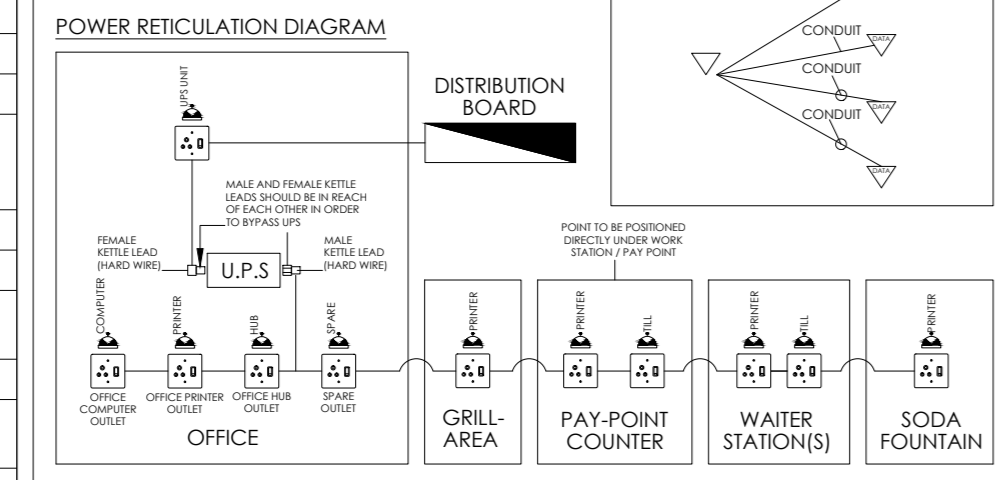 POWER RETICULATION DIAGRAM
UPS UNIT
DISTRIBUTION
BOARD
CONDUIT
DATA
CONDUIT
DATA
CONDUIT
DATA
MALE AND FEMALE KETTLE
LEADS SHOULD BE IN REACH
OF EACH OTHER IN ORDER
TO BYPASS UPS
FEMALE
KETTLE LEAD
(HARD WIRE)
U.P.S
MALE
KETTLE LEAD
(HARD WIRE)
POINT TO BE POSITIONED
DIRECTLY UNDER WORK
STATION / PAY POINT
COMPUTER
PRINTER
HUB
SPARE
PRINTER
PRINTER
TILL
PRINTER
TILL
PRINTER
OFFICE
COMPUTER
OUTLET
OFFICE PRINTER
OUTLET
OFFICE HUB
OUTLET
SPARE
OUTLET
OFFICE
GRILL-
AREA
PAY-POINT
COUNTER
WAITER
STATION(S)
SODA
FOUNTAIN